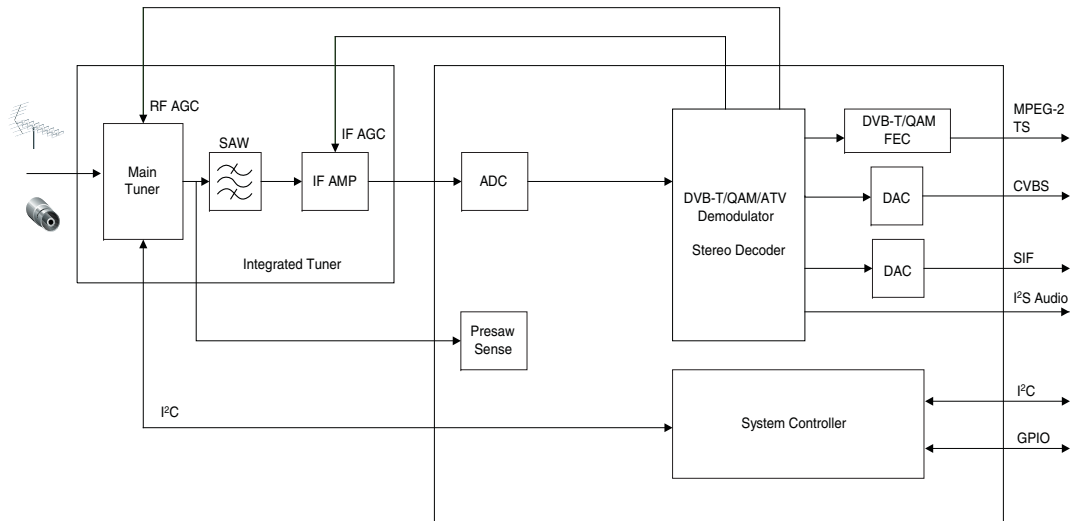 RF AGC
IF AGC
SAW
Main
Tuner
IF AMP
Integrated Tuner
ADC
Presaw
Sense
DVB-T/QAM/ATV
Demodulator
Stereo Decoder
DVB-T/QAM
FEC
MPEG-2
TS
DAC
CVBS
DAC
SIF
I²S Audio
I²C
System Controller
I²C
GPIO